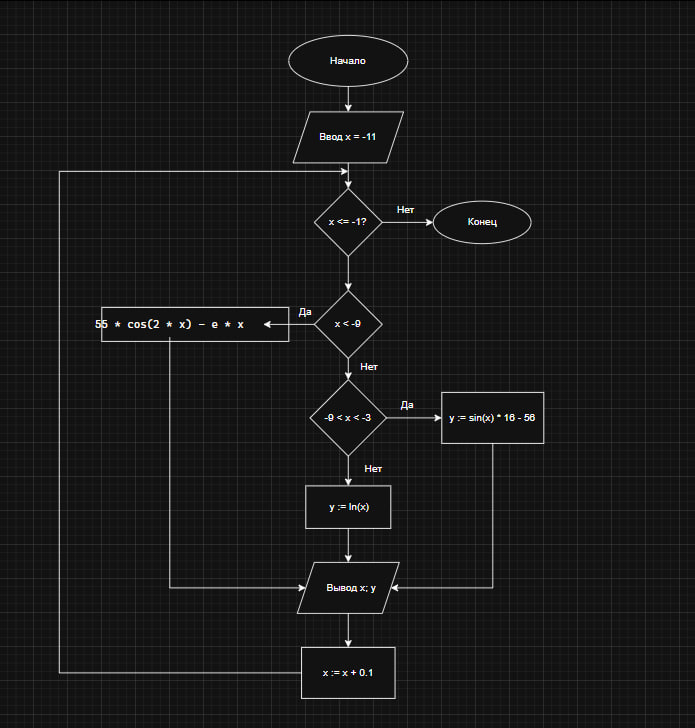 Начало
Ввод x = -11
x <= -1?
Нет
Конец
55 * cos(2 * x) - e * x
Да
x < -9
Нет
-9 < x < -3
Да
y := sin(x) * 16 - 56
Нет
y := ln(x)
Вывод x; y
x := x + 0.1